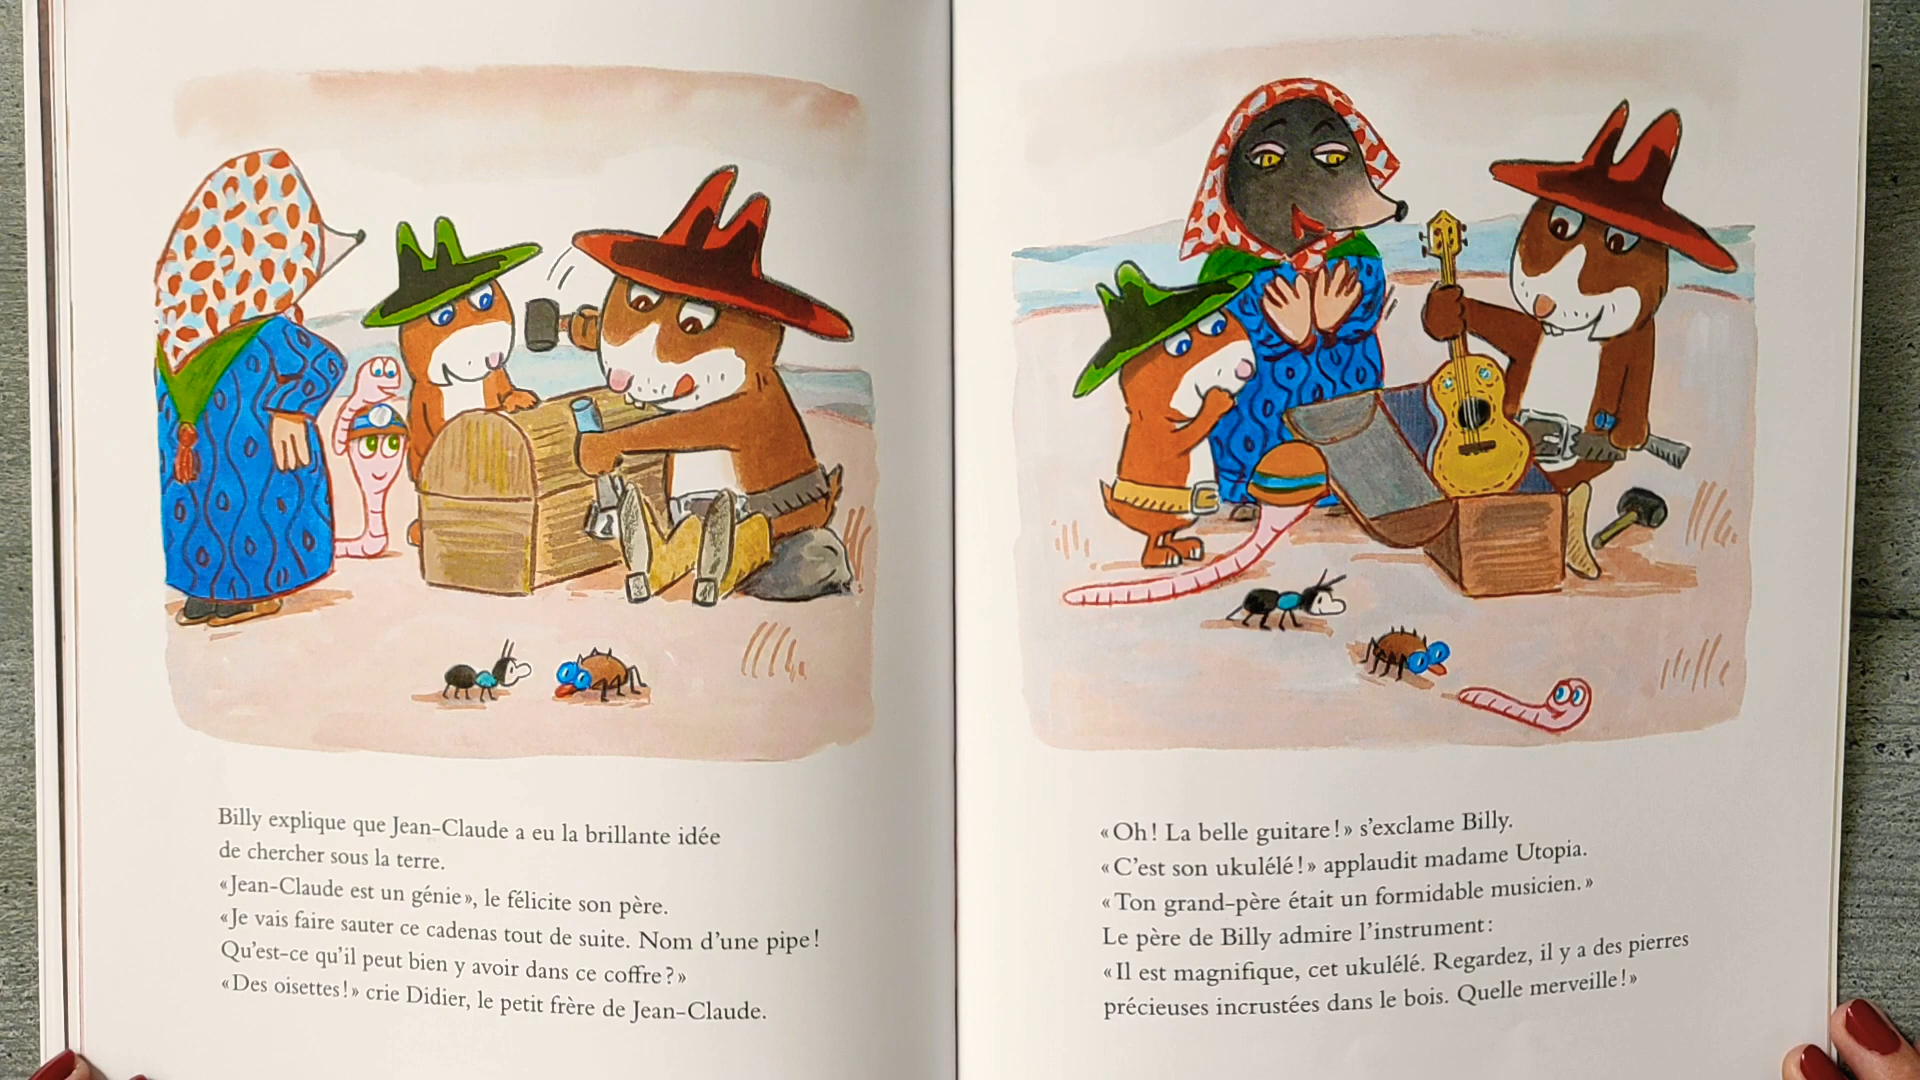 Billy explique que Jean-Claude a eu la brillante idée
de chercher sous la terre.
«Jean-Claude est un génie», le félicite son père.
«Je vais faire sauter ce cadenas tout de suite. Nom d'une pipe!
Qu'est-ce qu'il peut bien y avoir dans ce coffre?»
«Des oisettes!» crie Didier, le petit frère de Jean-Claude.
«Oh! La belle guitare!» s'exclame Billy.
«C'est son ukulélé!» applaudit madame Utopia.
«Ton grand-père était un formidable musicien.»
Le père de Billy admire l'instrument:
«Il est magnifique, cet ukulélé. Regardez, il y a des pierres
précieuses incrustées dans le bois. Quelle merveille!»